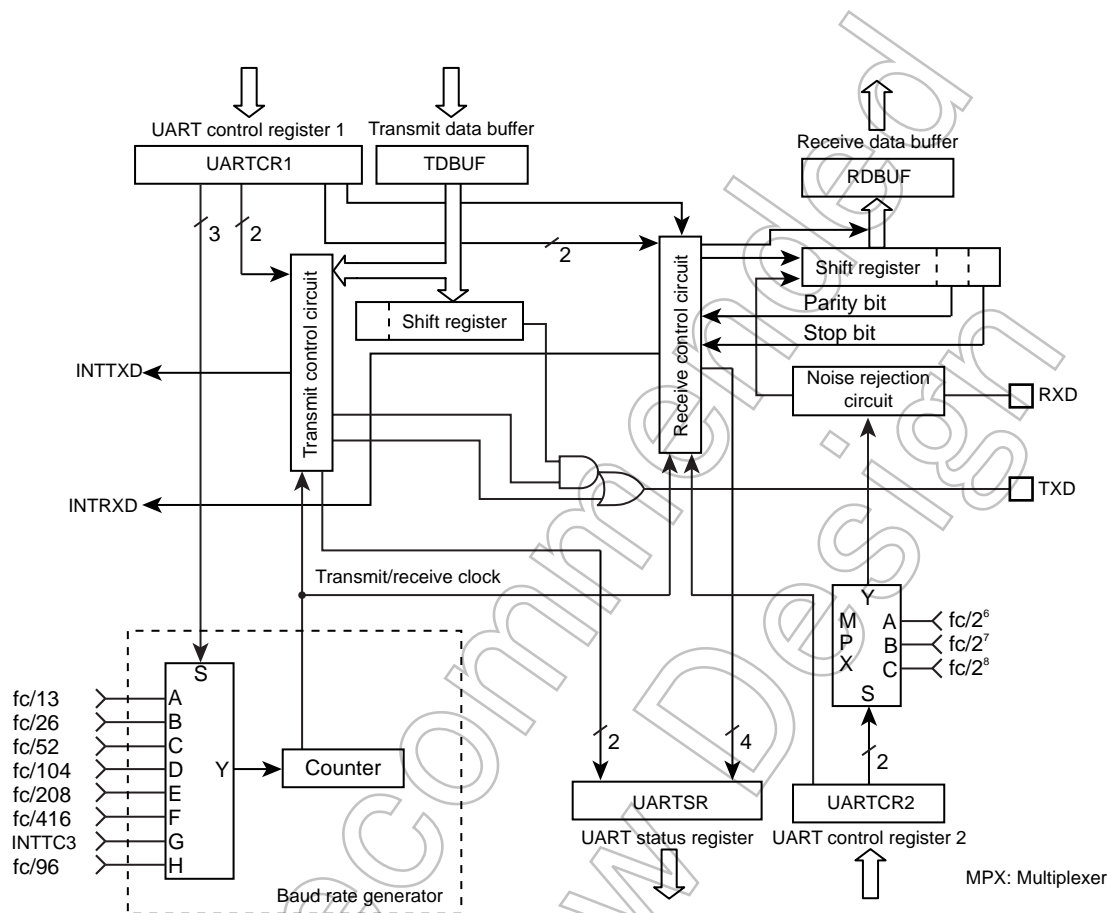 UART control register 1
Transmit data buffer
Receive data buffer
UARTCR1
TDBUF
RDBUF
3
2
2
Shift register
Shift register
Parity bit
Stop bit
Transmit control circuit
Receive control circuit
INTTXD
Noise rejection
circuit
RXD
INTRXD
TXD
Transmit/receive clock
Y
M
P
X
A
B
C
S
fc/2⁶
fc/2⁷
fc/2⁸
S
fc/13
fc/26
fc/52
fc/104
fc/208
fc/416
INTTC3
fc/96
A
B
C
D
E
F
G
H
Y
Counter
2
4
2
UARTSR
UARTCR2
UART status register
UART control register 2
Baud rate generator
MPX: Multiplexer
ecommended
w Design